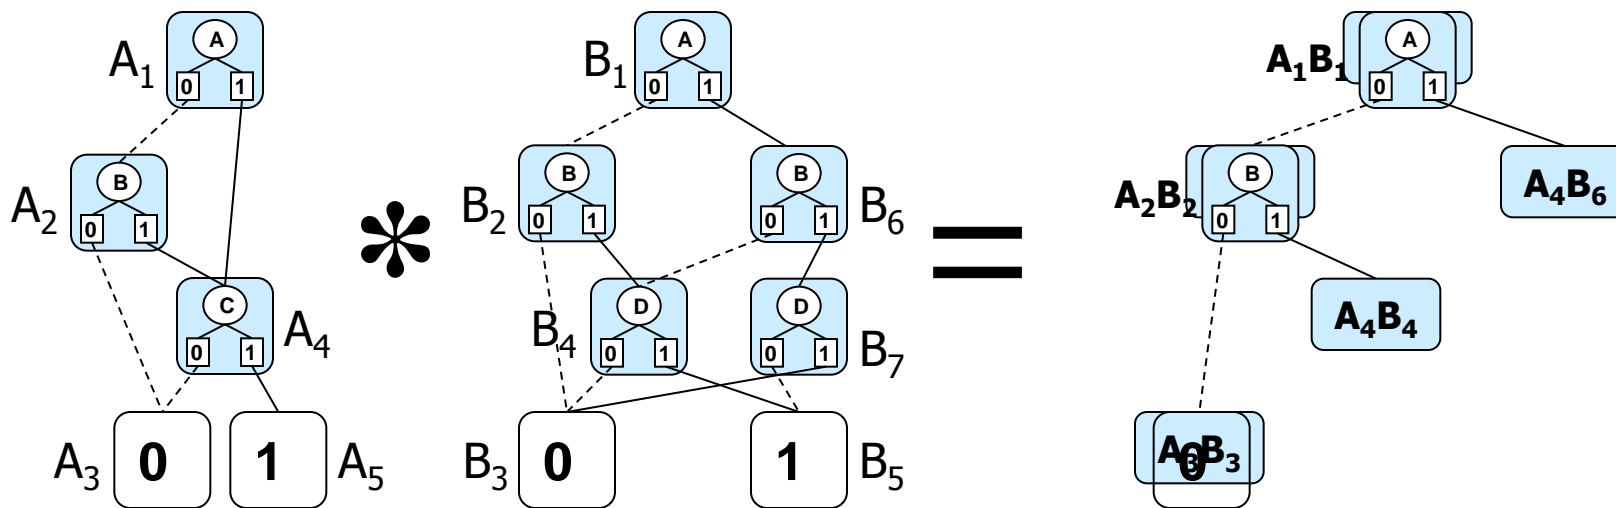 A₁ A 0 1
B₁ A 0 1
A₁B₁ A 0 1
A₂ B 0 1
*
B₂ B 0 1
B 0 1 B₆
=
A₂B₂ B 0 1
A₄B₆
C 0 1 A₄
B₄ D 0 1
D 0 1 B₇
A₄B₄
A₃ 0
1 A₅
B₃ 0
1 B₅
A₃B₃
0